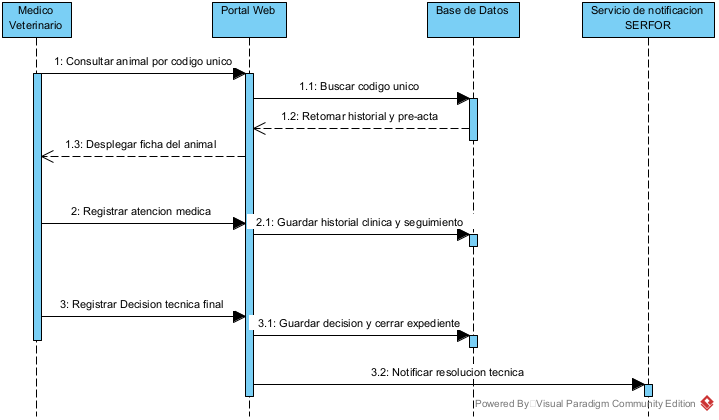 Medico
Veterinario
Portal Web
Base de Datos
Servicio de notificacion
SERFOR
1: Consultar animal por codigo unico
1.1: Buscar codigo unico
1.2: Retornar historial y pre-acta
1.3: Desplegar ficha del animal
2: Registrar atencion medica
2.1: Guardar historial clinica y seguimiento
3: Registrar Decision tecnica final
3.1: Guardar decision y cerrar expediente
3.2: Notificar resolucion tecnica
Powered By Visual Paradigm Community Edition